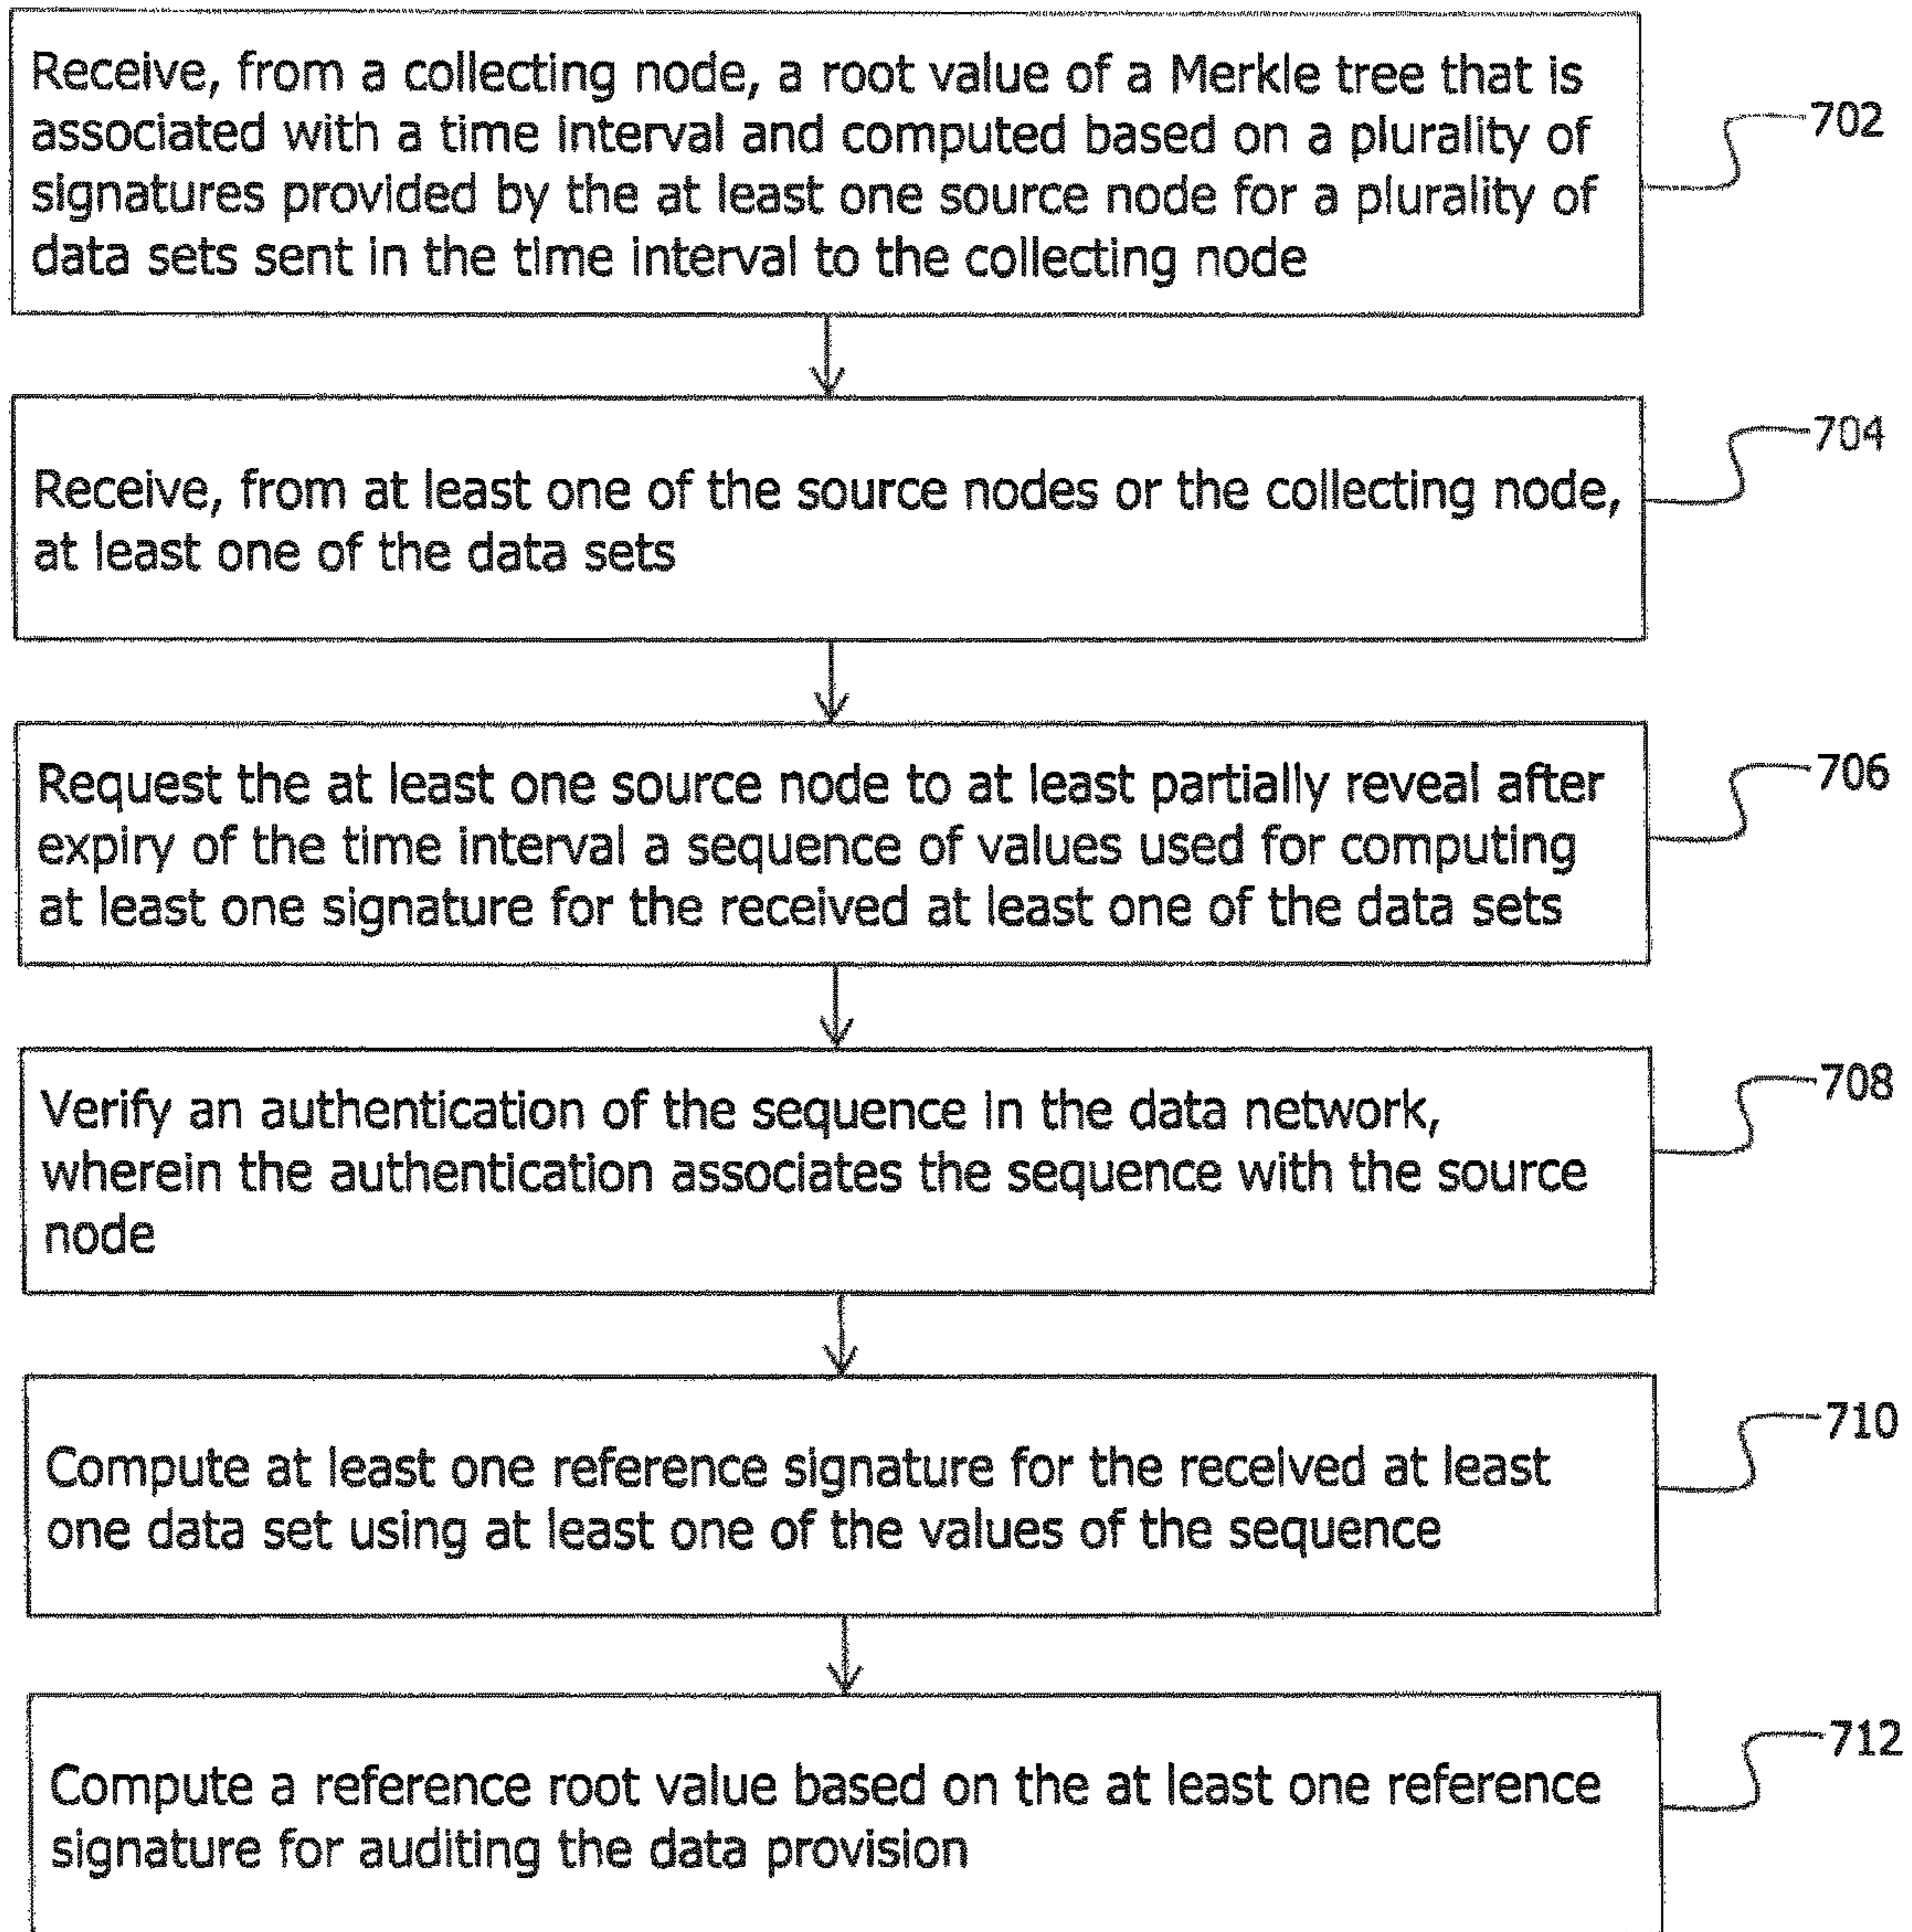 Receive, from a collecting node, a root value of a Merkle tree that is
associated with a time interval and computed based on a plurality of
signatures provided by the at least one source node for a plurality of
data sets sent in the time interval to the collecting node
702
Receive, from at least one of the source nodes or the collecting node,
at least one of the data sets
704
Request the at least one source node to at least partially reveal after
expiry of the time interval a sequence of values used for computing
at least one signature for the received at least one of the data sets
706
Verify an authentication of the sequence in the data network,
wherein the authentication associates the sequence with the source
node
708
Compute at least one reference signature for the received at least
one data set using at least one of the values of the sequence
710
Compute a reference root value based on the at least one reference
signature for auditing the data provision
712